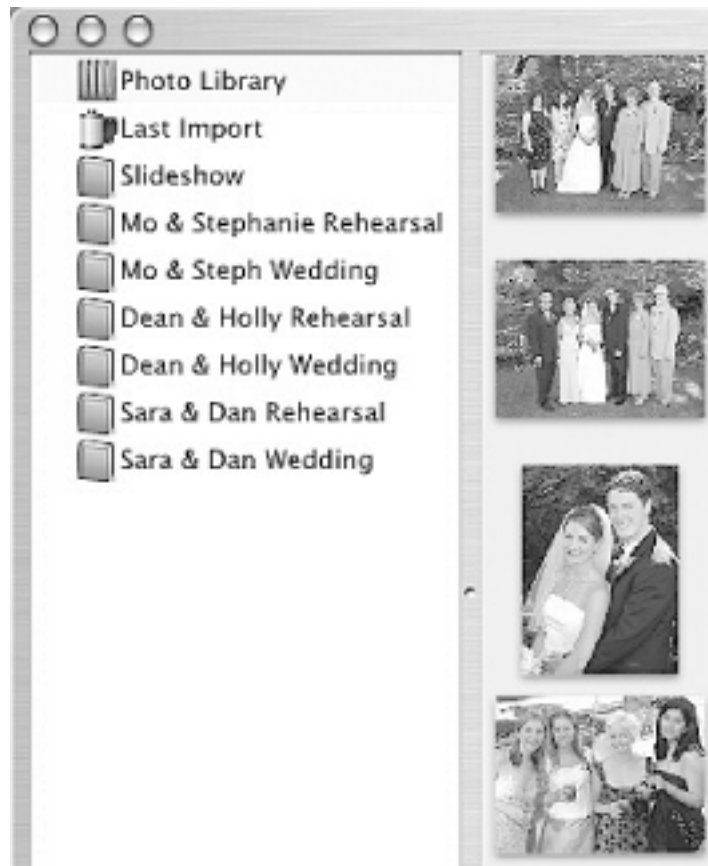 Photo Library
Last Import
Slideshow
Mo & Stephanie Rehearsal
Mo & Steph Wedding
Dean & Holly Rehearsal
Dean & Holly Wedding
Sara & Dan Rehearsal
Sara & Dan Wedding